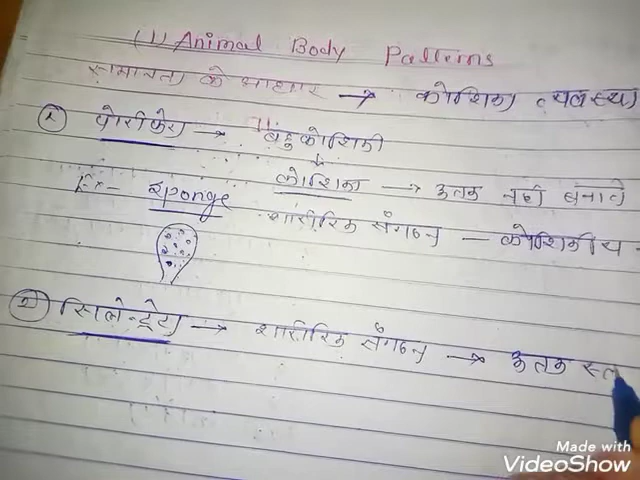 (1) Animal Body Patterns
समानता के आधार → कोशिका व्यवस्था
① पोरीफेरा → बहुकोशिकी
↓
कोशिका → ऊतक नहीं बनाते
Ex- Sponge शारीरिक संगठन - कोशिकीय -
② सिलेन्ट्रेटा → शारीरिक संगठन → ऊतक स्त
Made with
VideoShow